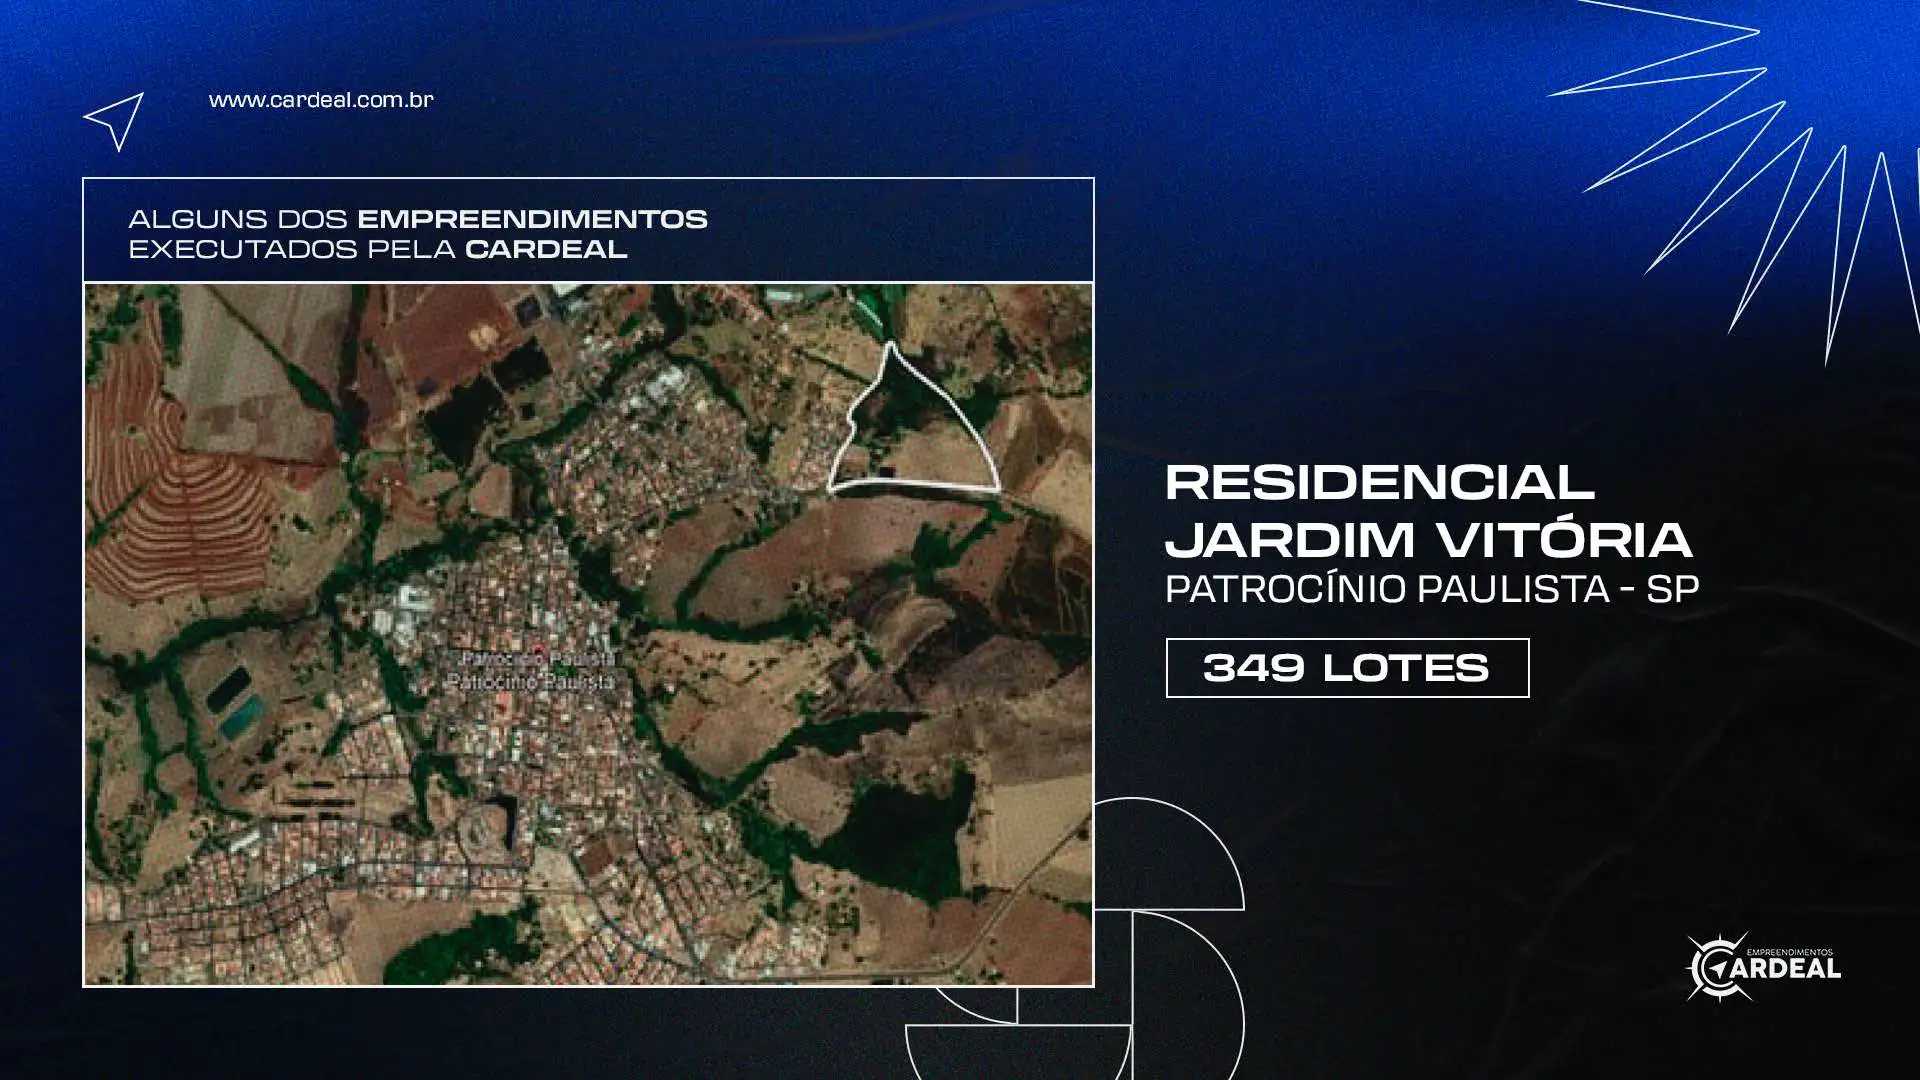 www.cardeal.com.br
ALGUNS DOS EMPREENDIMENTOS
EXECUTADOS PELA CARDEAL
Patrocínio Paulista
Patrocínio Paulista
RESIDENCIAL
JARDIM VITÓRIA
PATROCÍNIO PAULISTA - SP
349 LOTES
EMPREENDIMENTOS
CARDEAL